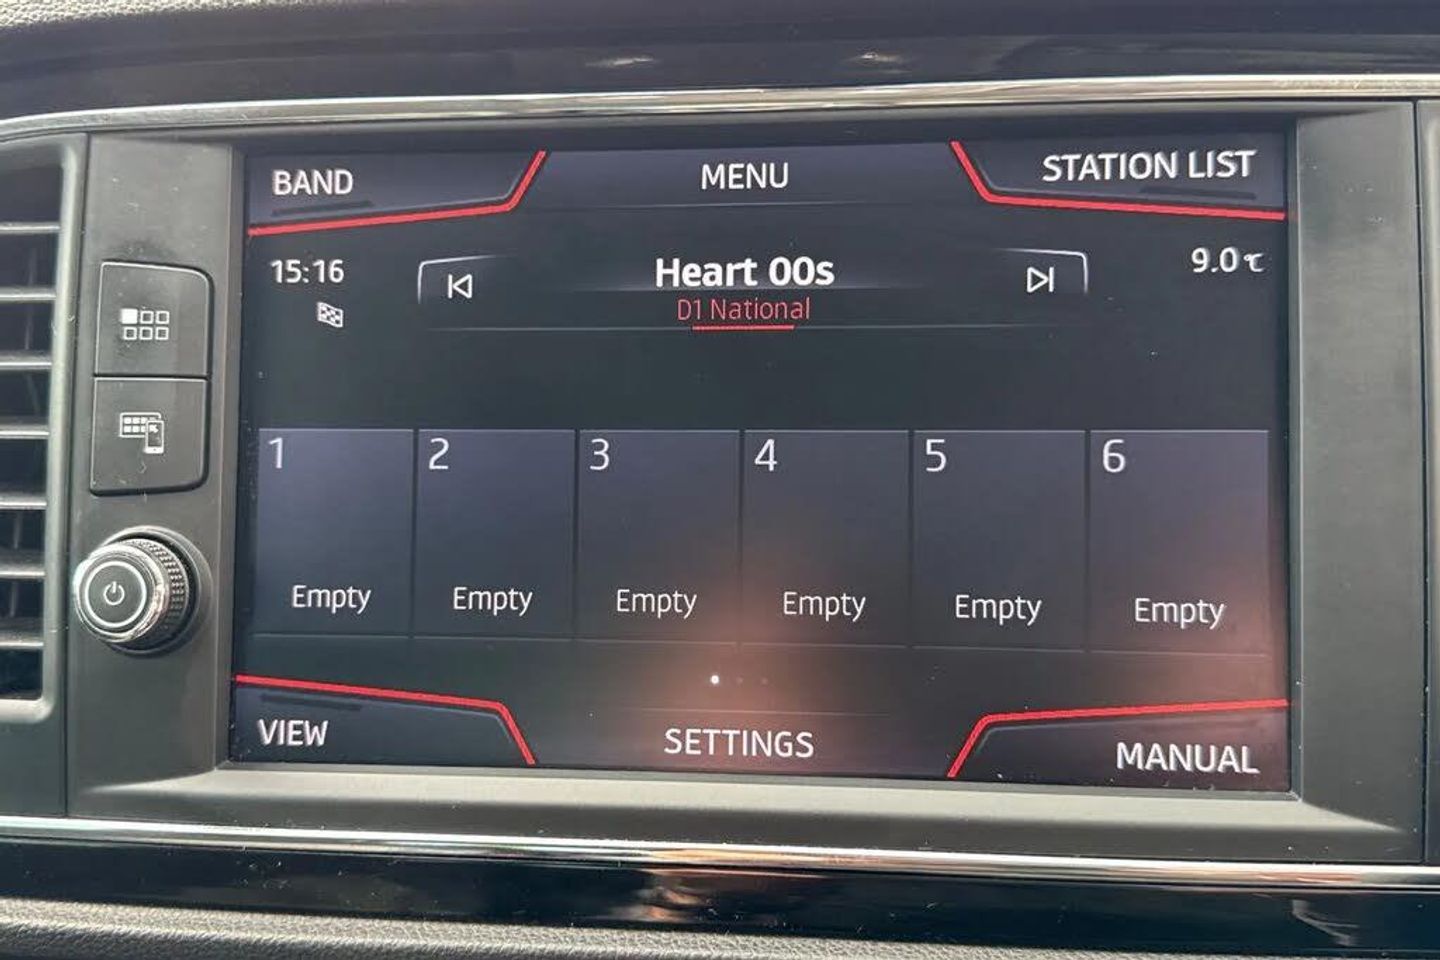 BAND MENU STATION LIST
15:16 Heart 00s 9.0°C
D1 National
1 2 3 4 5 6
Empty Empty Empty Empty Empty Empty
VIEW SETTINGS MANUAL